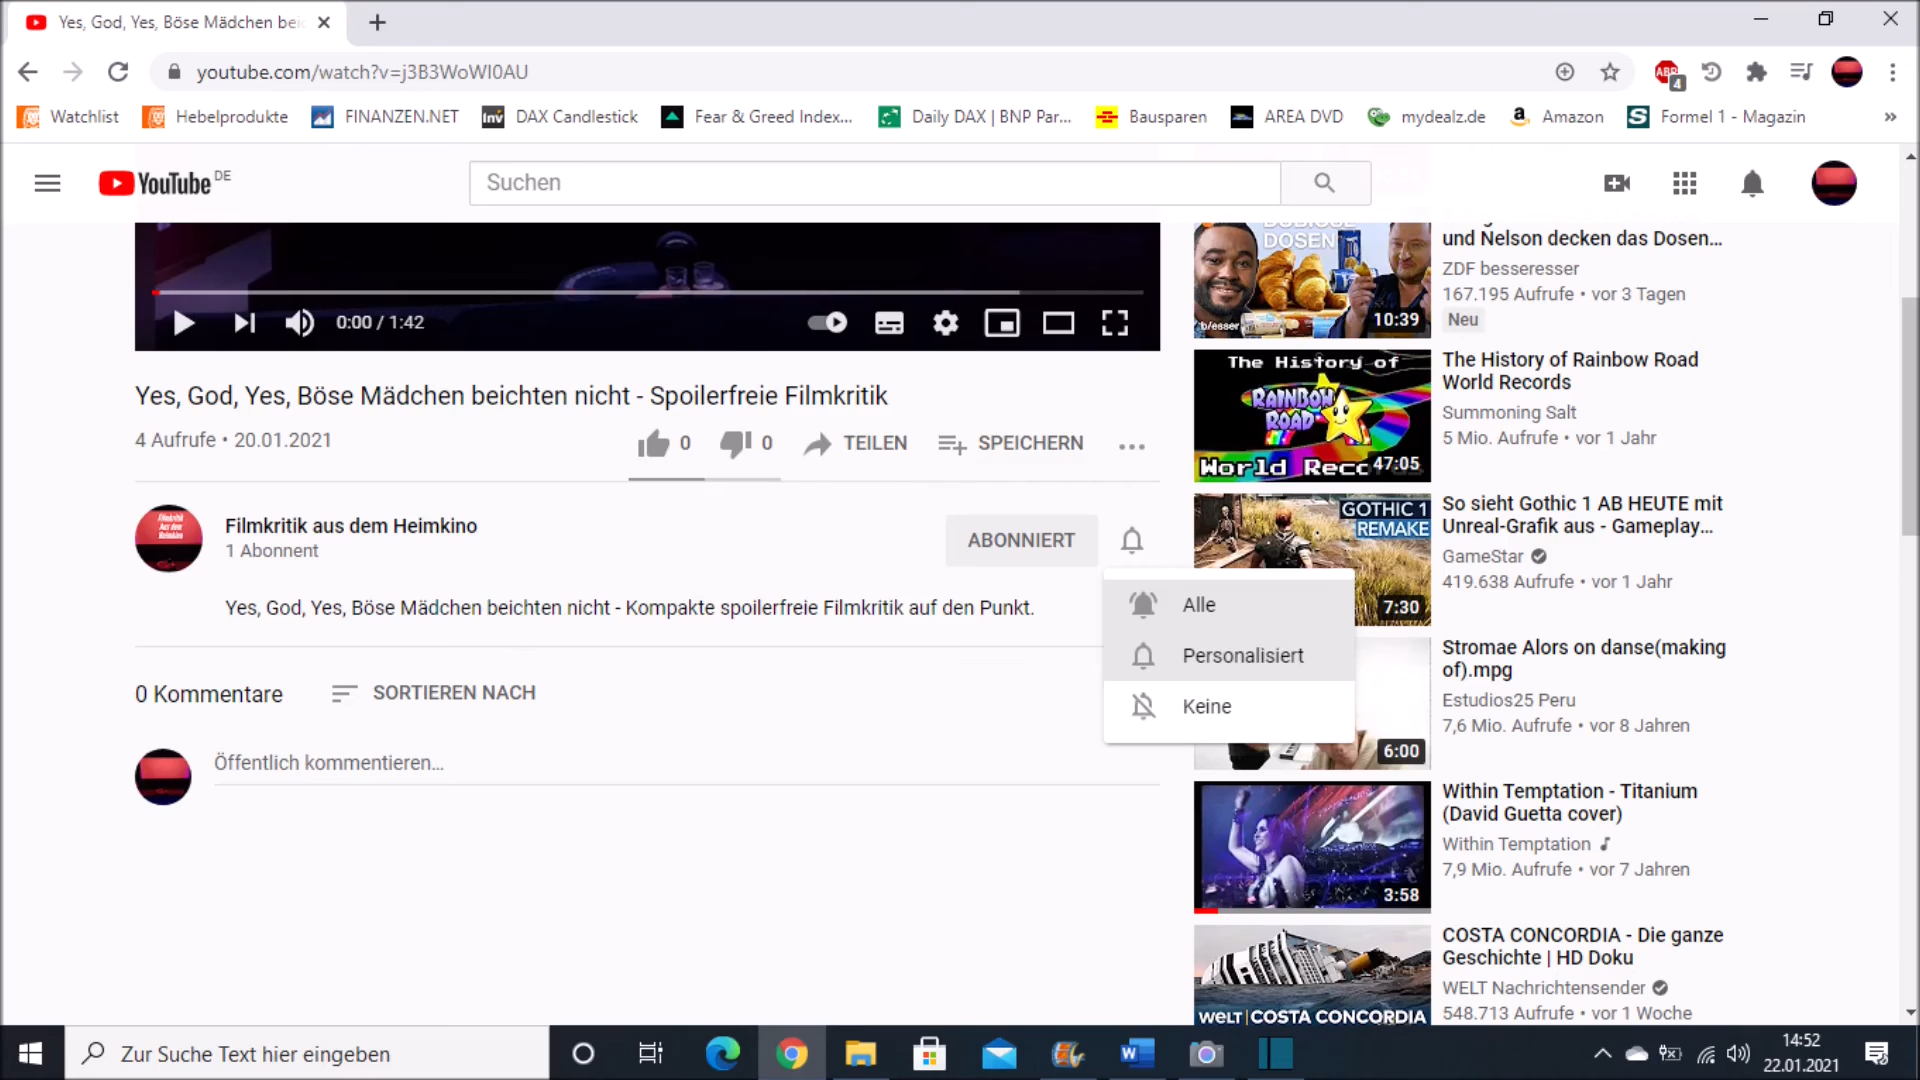 Yes, God, Yes, Böse Mädchen bei
youtube.com/watch?v=j3B3WoWI0AU
ABP
4
Watchlist
Hebelprodukte
FINANZEN.NET
Inv
DAX Candlestick
Fear & Greed Index...
Daily DAX | BNP Par...
Bausparen
AREA DVD
mydealz.de
Amazon
Formel 1 - Magazin
YouTube DE
Suchen
0:00 / 1:42
Yes, God, Yes, Böse Mädchen beichten nicht - Spoilerfreie Filmkritik
4 Aufrufe • 20.01.2021
0
0
TEILEN
SPEICHERN
Filmkritik
Aus dem
Heimkino
Filmkritik aus dem Heimkino
1 Abonnent
ABONNIERT
Yes, God, Yes, Böse Mädchen beichten nicht - Kompakte spoilerfreie Filmkritik auf den Punkt.
Alle
Personalisiert
Keine
0 Kommentare
SORTIEREN NACH
Öffentlich kommentieren...
DOSEN
b/esser
10:39
und Nelson decken das Dosen...
ZDF besseresser
167.195 Aufrufe • vor 3 Tagen
Neu
The History of
RAINBOW
ROAD
World Rec
47:05
The History of Rainbow Road
World Records
Summoning Salt
5 Mio. Aufrufe • vor 1 Jahr
GOTHIC 1
REMAKE
7:30
So sieht Gothic 1 AB HEUTE mit
Unreal-Grafik aus - Gameplay...
GameStar
419.638 Aufrufe • vor 1 Jahr
6:00
Stromae Alors on danse(making
of).mpg
Estudios25 Peru
7,6 Mio. Aufrufe • vor 8 Jahren
3:58
Within Temptation - Titanium
(David Guetta cover)
Within Temptation
7,9 Mio. Aufrufe • vor 7 Jahren
welt | COSTA CONCORDIA
COSTA CONCORDIA - Die ganze
Geschichte | HD Doku
WELT Nachrichtensender
548.713 Aufrufe • vor 1 Woche
Zur Suche Text hier eingeben
W
14:52
22.01.2021